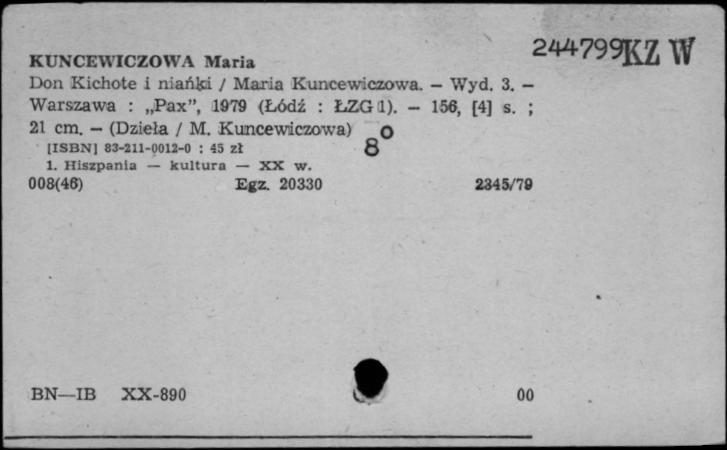 244799 KZ W
KUNCEWICZOWA Maria
Don Kichote i niańki / Maria Kuncewiczowa. — Wyd. 3. —
Warszawa : „Pax”, 1979 (Łódź : ŁZG 1). — 156, [4] s. ;
21 cm. — (Dzieła / M. Kuncewiczowa) 8°
[ISBN] 83-211-0012-0 : 45 zł
1. Hiszpania — kultura — XX w.
008(46) Egz. 20330 2345/79
BN—IB XX-890 00